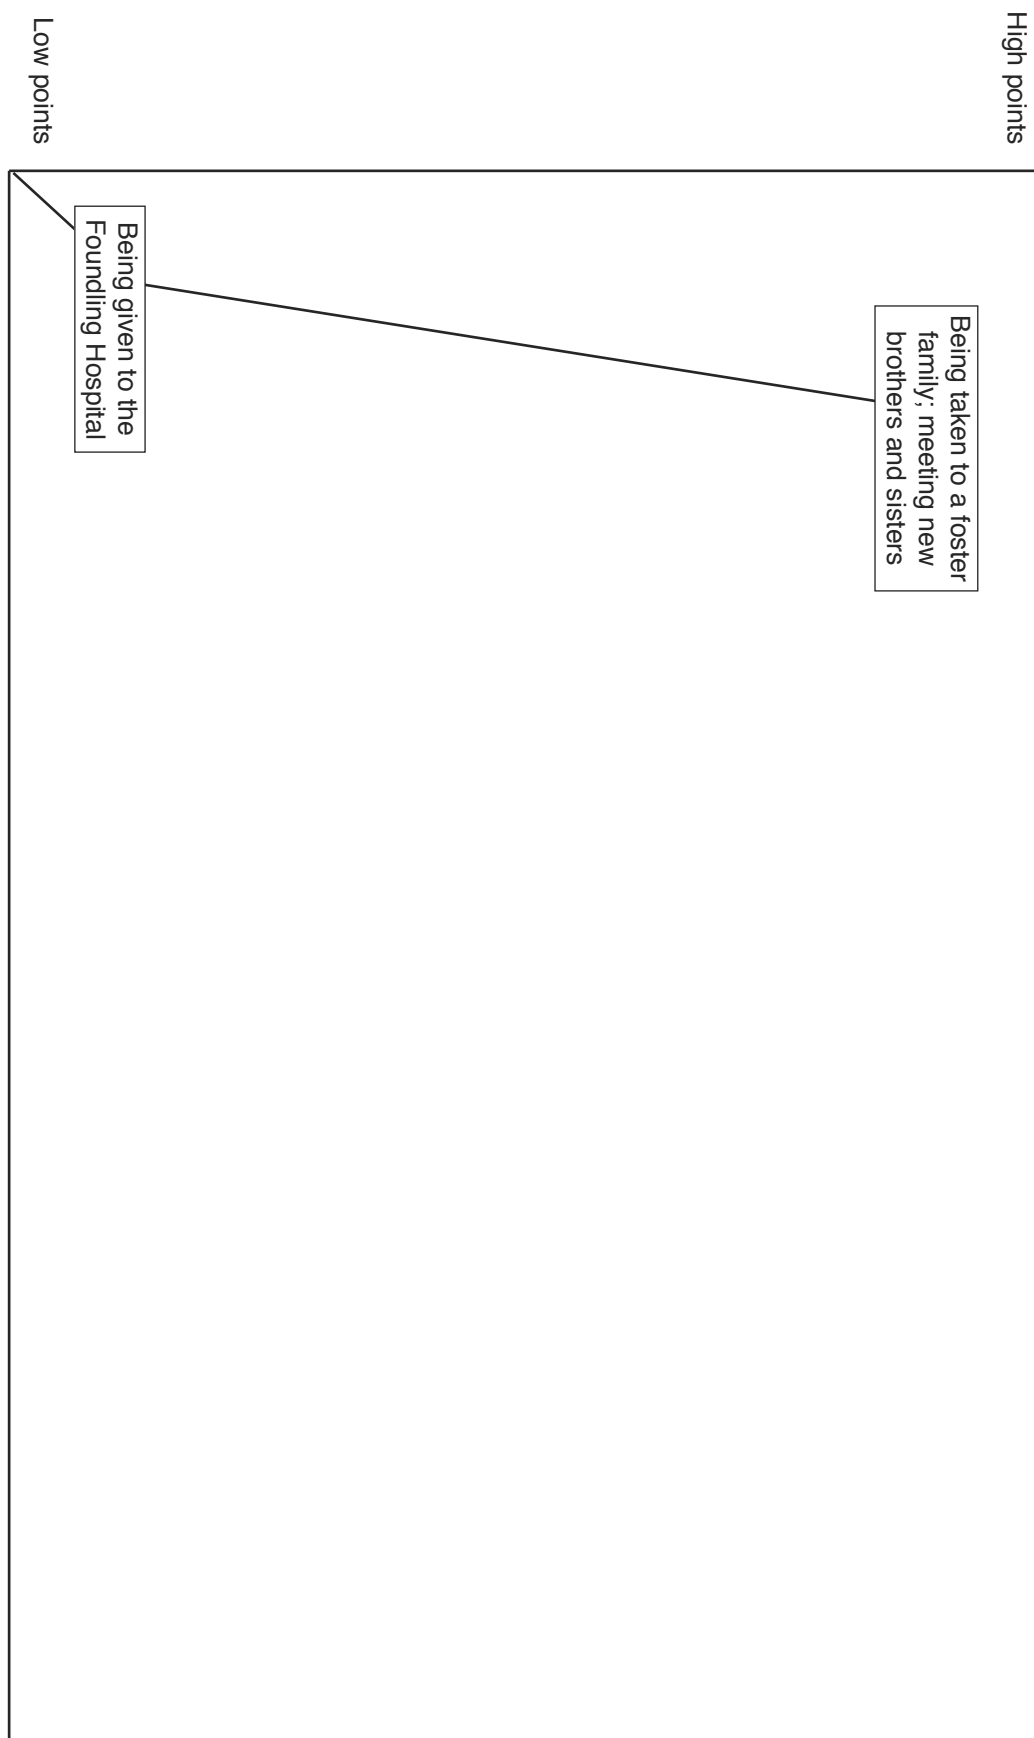 High points
Being taken to a foster
family; meeting new
brothers and sisters
Being given to the
Foundling Hospital
Low points